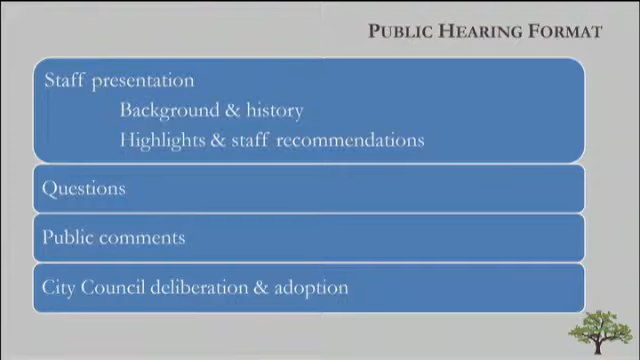 PUBLIC HEARING FORMAT
Staff presentation
Background & history
Highlights & staff recommendations
Questions
Public comments
City Council deliberation & adoption